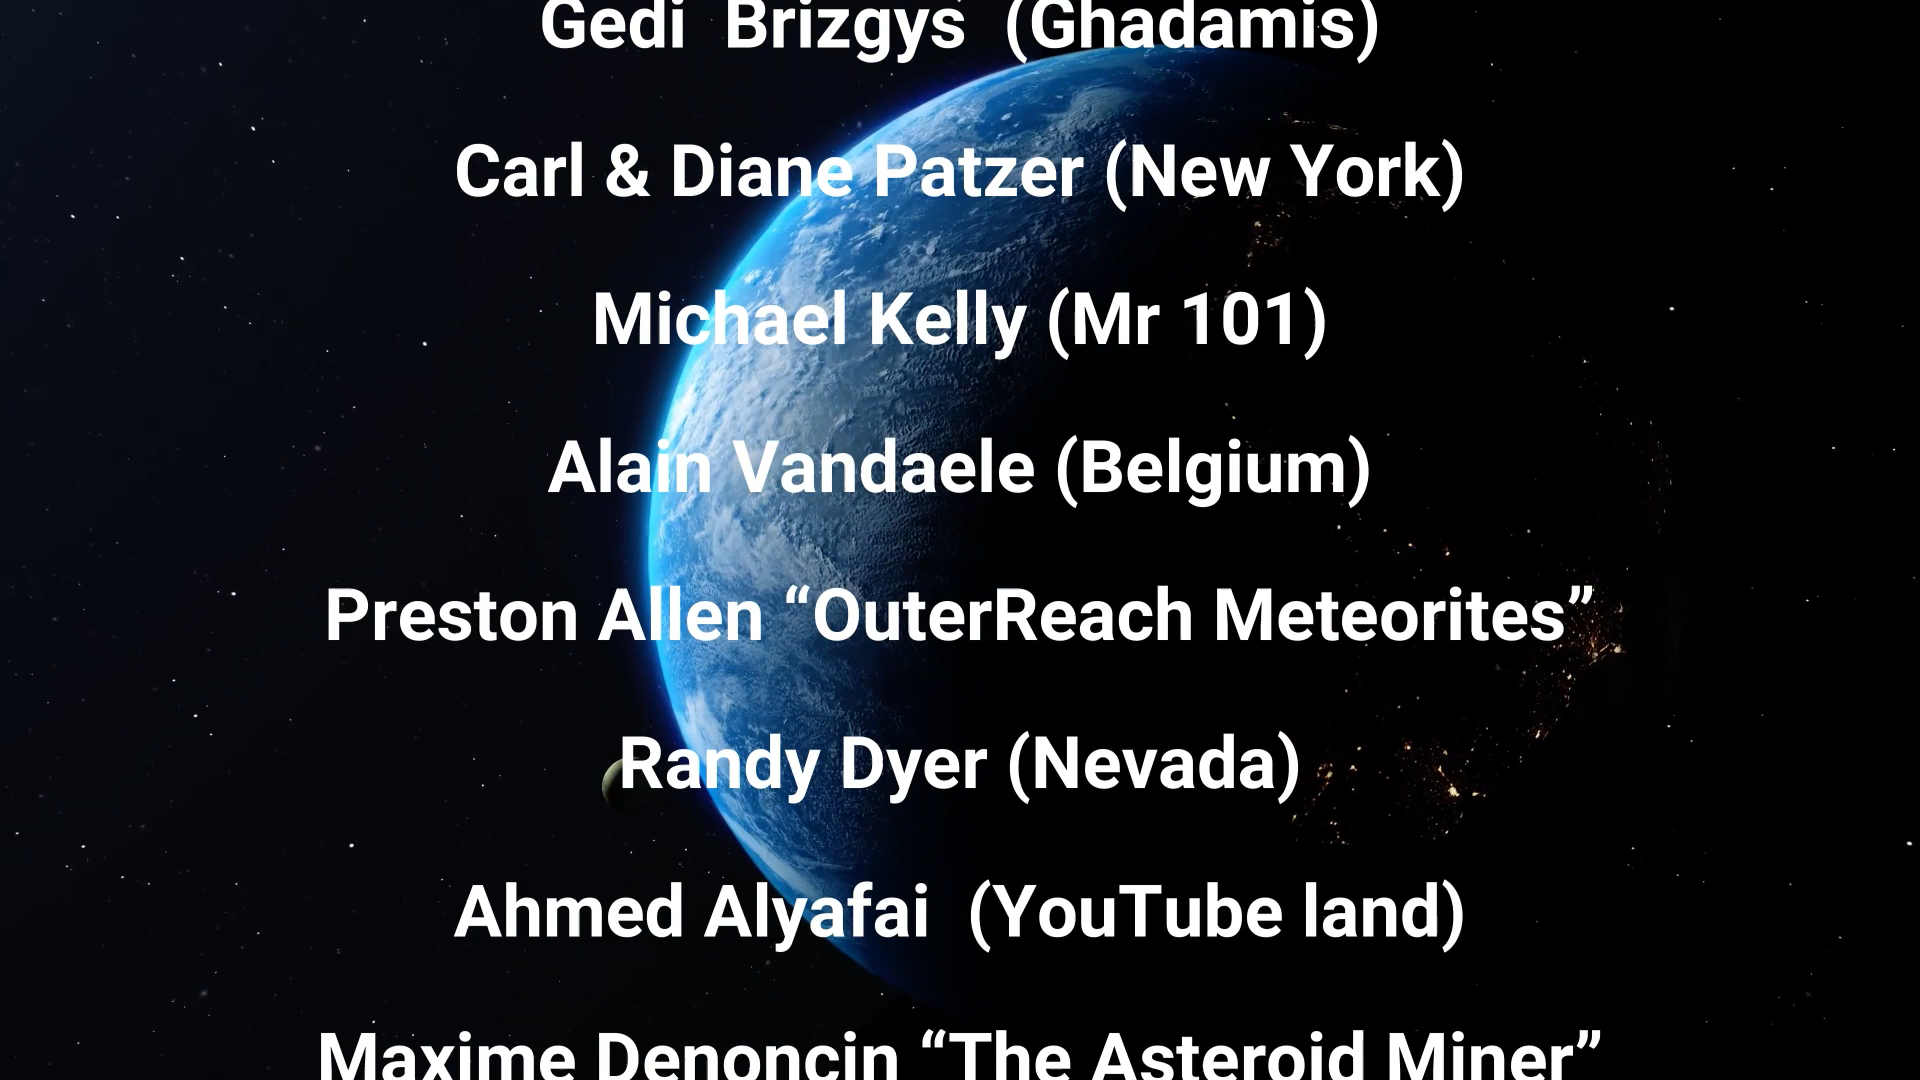 Gedi  Brizgys  (Ghadamis)
Carl & Diane Patzer (New York)
Michael Kelly (Mr 101)
Alain Vandaele (Belgium)
Preston Allen “OuterReach Meteorites”
Randy Dyer (Nevada)
Ahmed Alyafai  (YouTube land)
Maxime Denoncin “The Asteroid Miner”